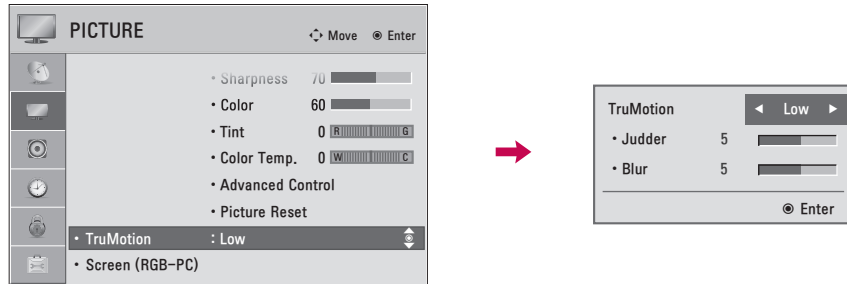 PICTURE
Move ◉ Enter
• Sharpness 70
• Color 60
• Tint 0 R G
• Color Temp. 0 W C
• Advanced Control
• Picture Reset
• TruMotion : Low
• Screen (RGB-PC)
TruMotion ◄ Low ►
• Judder 5
• Blur 5
◉ Enter